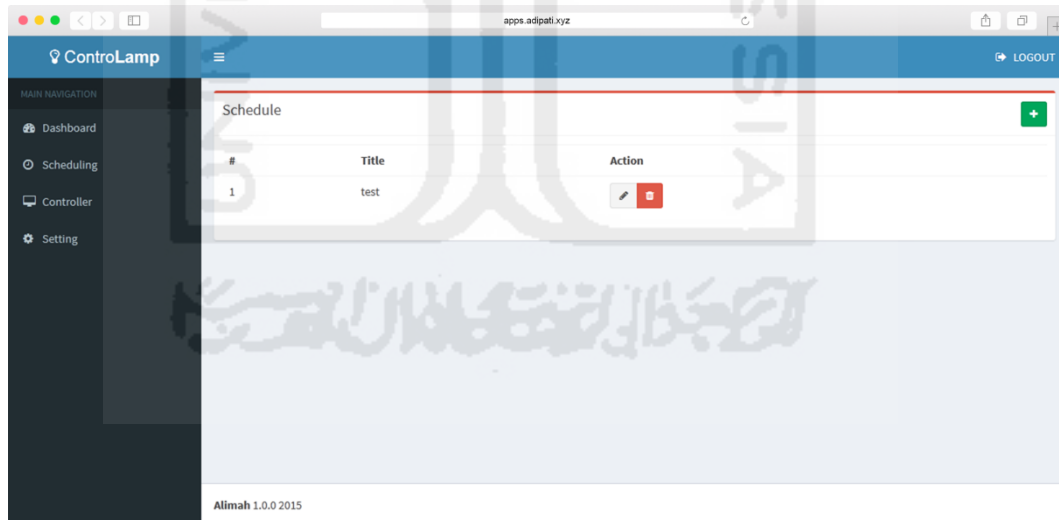 apps.adipati.xyz
ControLamp
LOGOUT
MAIN NAVIGATION
Dashboard
Scheduling
Controller
Setting
Schedule
# Title Action
1 test
Alimah 1.0.0 2015